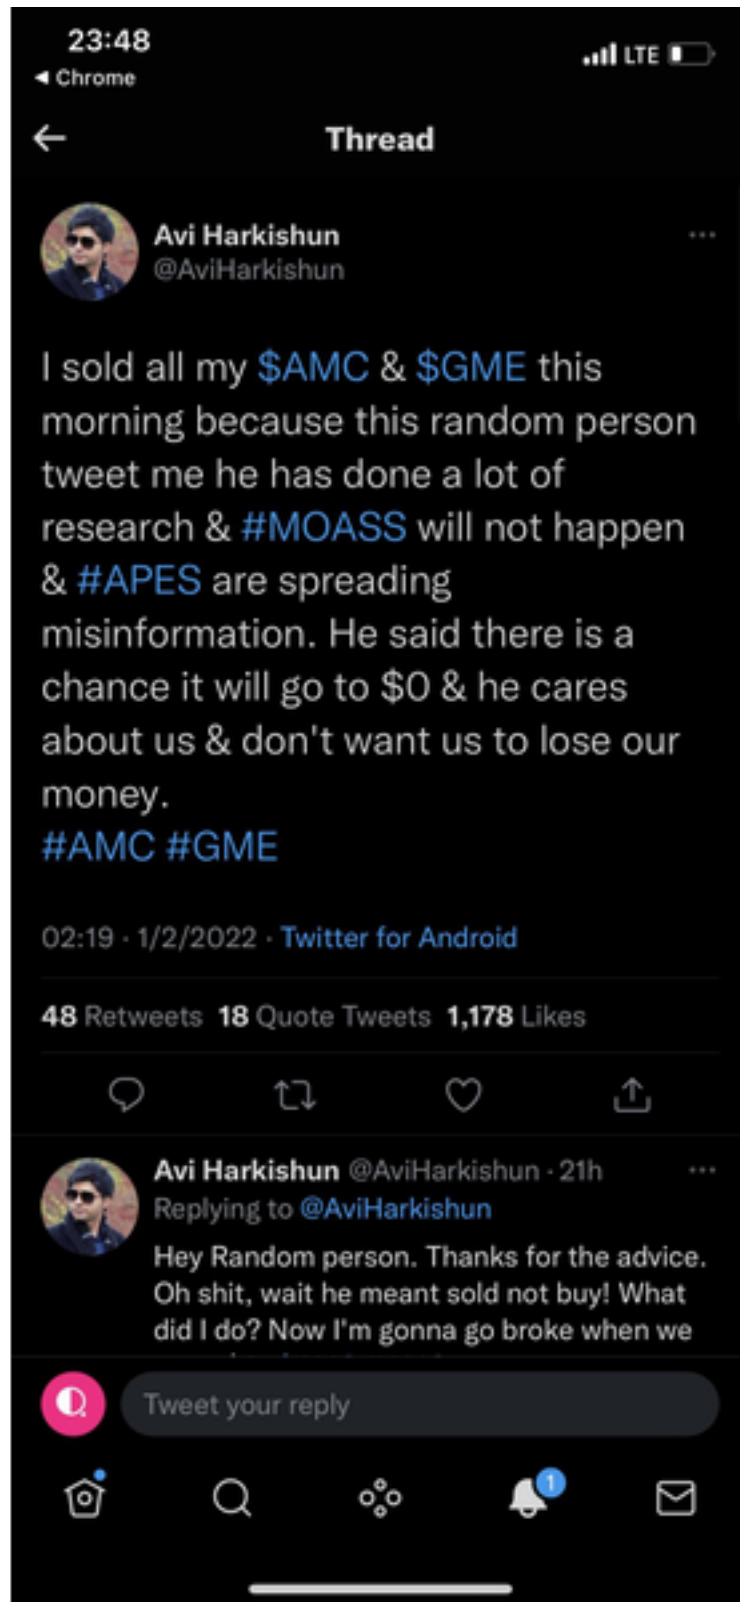 23:48
LTE
◀ Chrome
Thread
Avi Harkishun
@AviHarkishun
I sold all my $AMC & $GME this
morning because this random person
tweet me he has done a lot of
research & #MOASS will not happen
& #APES are spreading
misinformation. He said there is a
chance it will go to $0 & he cares
about us & don't want us to lose our
money.
#AMC #GME
02:19 · 1/2/2022 · Twitter for Android
48 Retweets 18 Quote Tweets 1,178 Likes
Avi Harkishun @AviHarkishun · 21h
Replying to @AviHarkishun
Hey Random person. Thanks for the advice.
Oh shit, wait he meant sold not buy! What
did I do? Now I'm gonna go broke when we
Tweet your reply
1